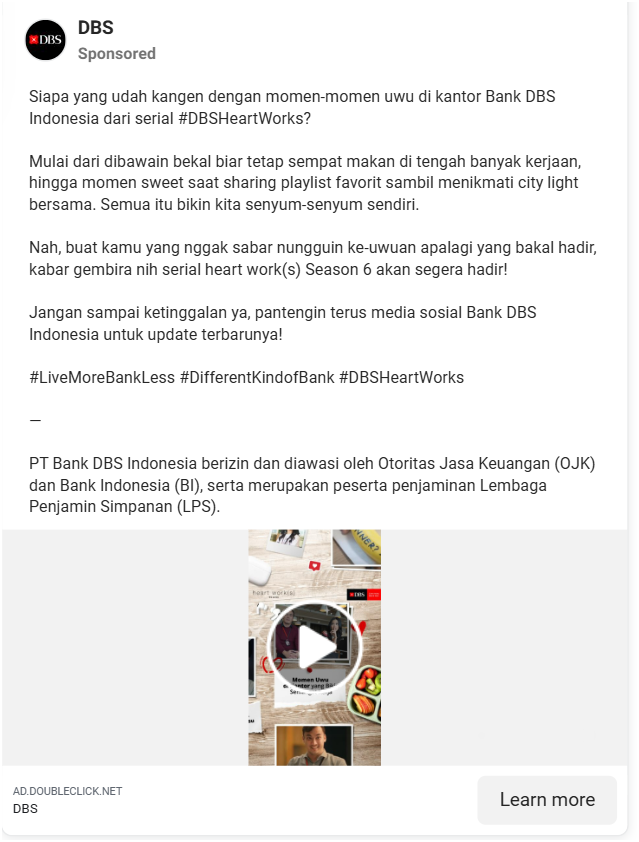 DBS
DBS
Sponsored
Siapa yang udah kangen dengan momen-momen uwu di kantor Bank DBS
Indonesia dari serial #DBSHeartWorks?
Mulai dari dibawain bekal biar tetap sempat makan di tengah banyak kerjaan,
hingga momen sweet saat sharing playlist favorit sambil menikmati city light
bersama. Semua itu bikin kita senyum-senyum sendiri.
Nah, buat kamu yang nggak sabar nungguin ke-uwuan apalagi yang bakal hadir,
kabar gembira nih serial heart work(s) Season 6 akan segera hadir!
Jangan sampai ketinggalan ya, pantengin terus media sosial Bank DBS
Indonesia untuk update terbarunya!
#LiveMoreBankLess #DifferentKindofBank #DBSHeartWorks
—
PT Bank DBS Indonesia berizin dan diawasi oleh Otoritas Jasa Keuangan (OJK)
dan Bank Indonesia (BI), serta merupakan peserta penjaminan Lembaga
Penjamin Simpanan (LPS).
heart work(s)
DBS
Momen Uwu
yang
AD.DOUBLECLICK.NET
DBS
Learn more